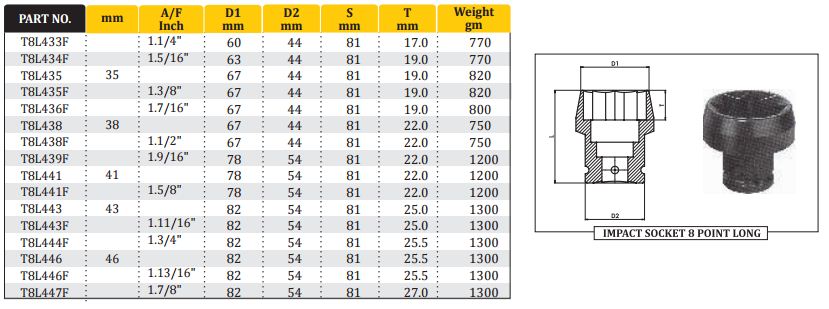 PART NO. mm A/F Inch D1 mm D2 mm S mm T mm Weight gm
T8L433F 1.1/4" 60 44 81 17.0 770
T8L434F 1.5/16" 63 44 81 19.0 770
T8L435 35 67 44 81 19.0 820
T8L435F 1.3/8" 67 44 81 19.0 820
T8L436F 1.7/16" 67 44 81 19.0 800
T8L438 38 67 44 81 22.0 750
T8L438F 1.1/2" 67 44 81 22.0 750
T8L439F 1.9/16" 78 54 81 22.0 1200
T8L441 41 78 54 81 22.0 1200
T8L441F 1.5/8" 78 54 81 22.0 1200
T8L443 43 82 54 81 25.0 1300
T8L443F 1.11/16" 82 54 81 25.0 1300
T8L444F 1.3/4" 82 54 81 25.5 1300
T8L446 46 82 54 81 25.5 1300
T8L446F 1.13/16" 82 54 81 25.5 1300
T8L447F 1.7/8" 82 54 81 27.0 1300
D1
T
L
D2
IMPACT SOCKET 8 POINT LONG